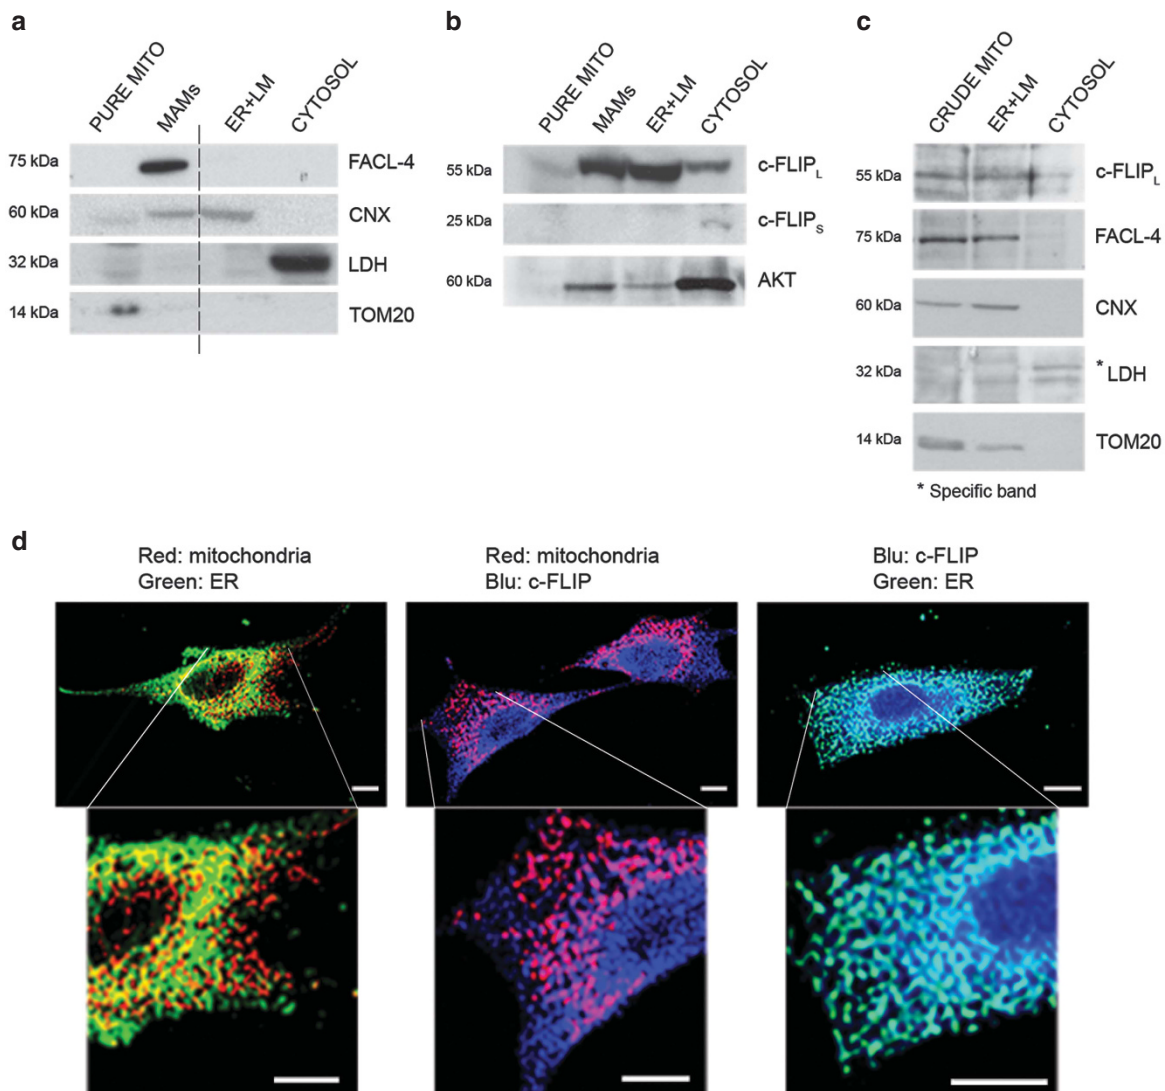 a
PURE MITO
MAMs
ER+LM
CYTOSOL
75 kDa
FACL-4
60 kDa
CNX
32 kDa
LDH
14 kDa
TOM20
b
PURE MITO
MAMs
ER+LM
CYTOSOL
55 kDa
c-FLIPL
25 kDa
c-FLIPS
60 kDa
AKT
c
CRUDE MITO
ER+LM
CYTOSOL
55 kDa
c-FLIPL
75 kDa
FACL-4
60 kDa
CNX
32 kDa
* LDH
14 kDa
TOM20
* Specific band
d
Red: mitochondria
Green: ER
Red: mitochondria
Blu: c-FLIP
Blu: c-FLIP
Green: ER